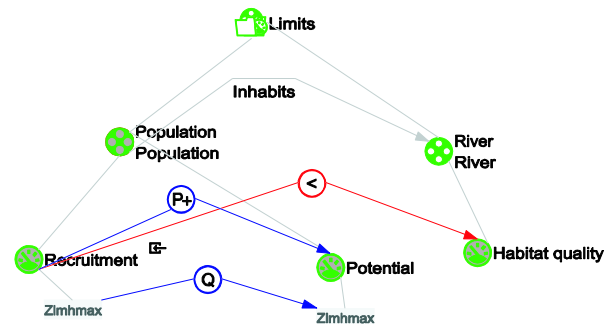 Limits
Inhabits
Population
Population
River
River
<
P+
Recruitment
Habitat quality
Potential
Q
Zlmhmax
Zlmhmax